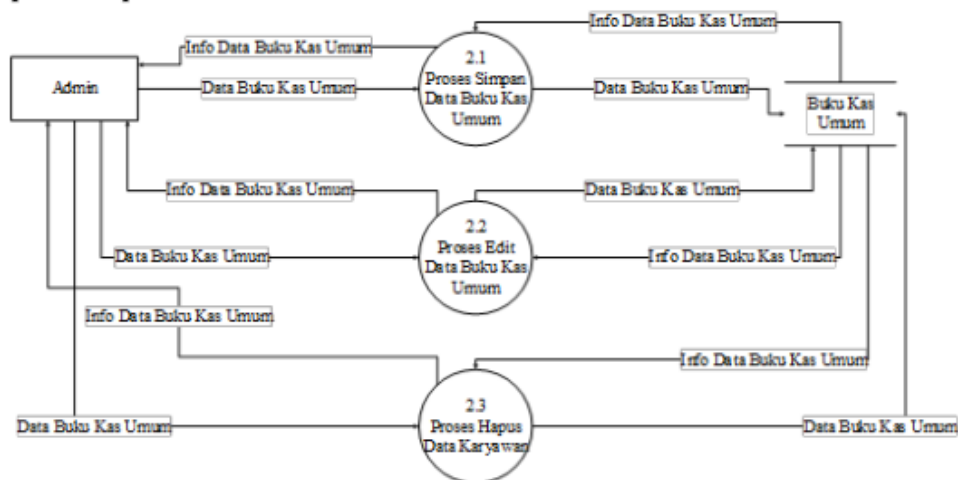 Info Data Buku Kas Umum
Info Data Buku Kas Umum
2.1
Proses Simpan
Data Buku Kas
Umum
Admin
Data Buku Kas Umum
Data Buku Kas Umum
Buku Kas
Umum
Info Data Buku Kas Umum
Data Buku Kas Umum
2.2
Proses Edit
Data Buku Kas
Umum
Data Buku Kas Umum
Info Data Buku Kas Umum
Info Data Buku Kas Umum
Info Data Buku Kas Umum
2.3
Proses Hapus
Data Karyawan
Data Buku Kas Umum
Data Buku Kas Umum